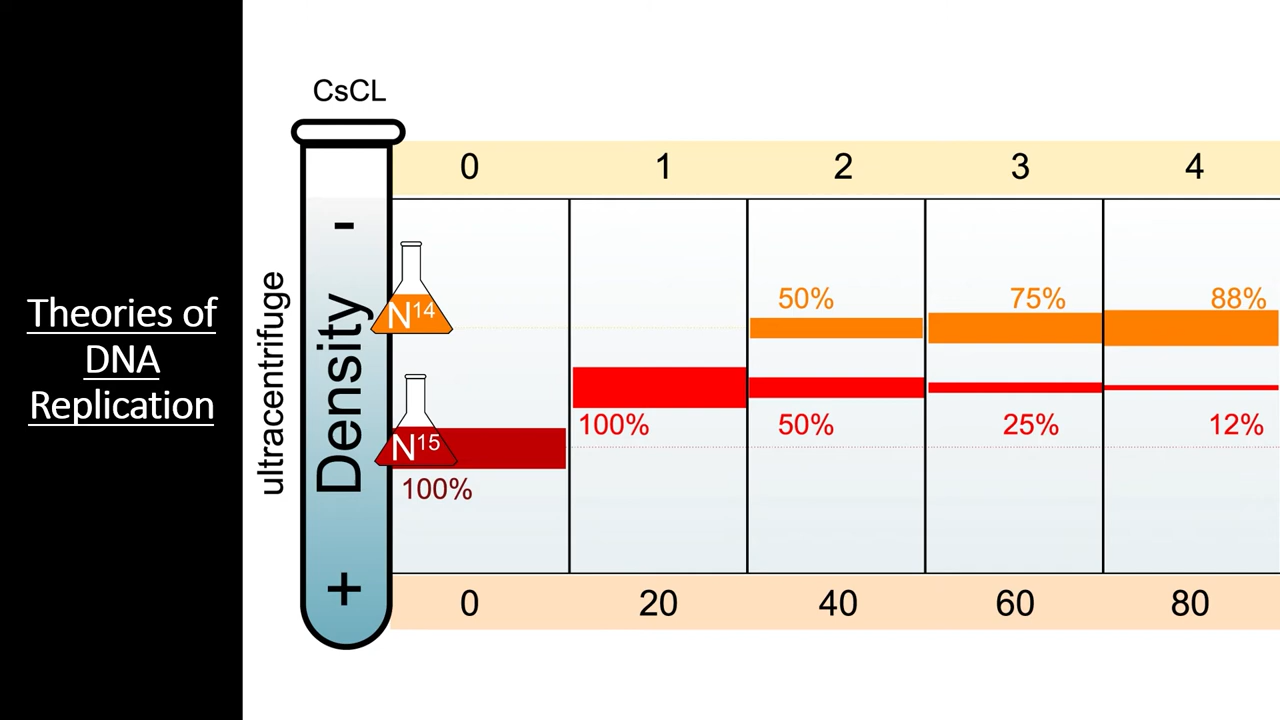 Theories of
DNA
Replication
CsCL
ultracentrifuge
-
Density
+
N¹⁴
N¹⁵
0 1 2 3 4
50% 75% 88%
100% 50% 25% 12%
100%
0 20 40 60 80